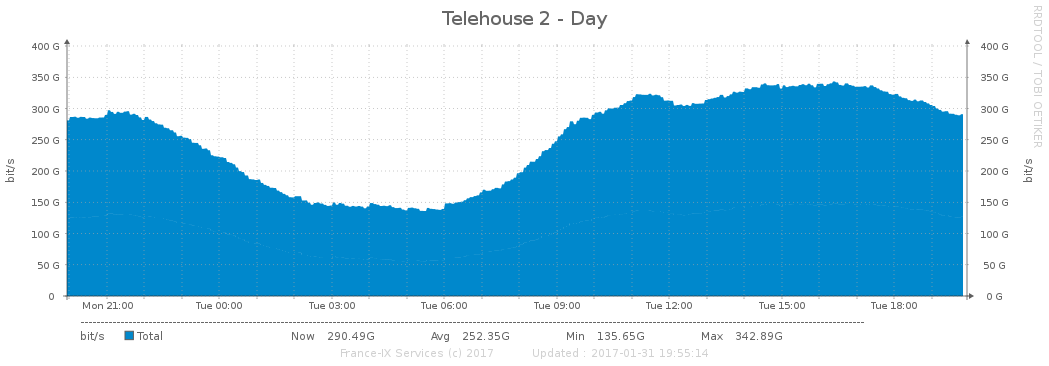 Telehouse 2 - Day
RRDTOOL / TOBI OETIKER
400 G 400 G
350 G 350 G
300 G 300 G
250 G 250 G
200 G 200 G
150 G 150 G
100 G 100 G
50 G 50 G
0 0 G
bit/s bit/s
Mon 21:00 Tue 00:00 Tue 03:00 Tue 06:00 Tue 09:00 Tue 12:00 Tue 15:00 Tue 18:00
bit/s Total Now 290.49G Avg 252.35G Min 135.65G Max 342.89G
France-IX Services (c) 2017 Updated : 2017-01-31 19:55:14